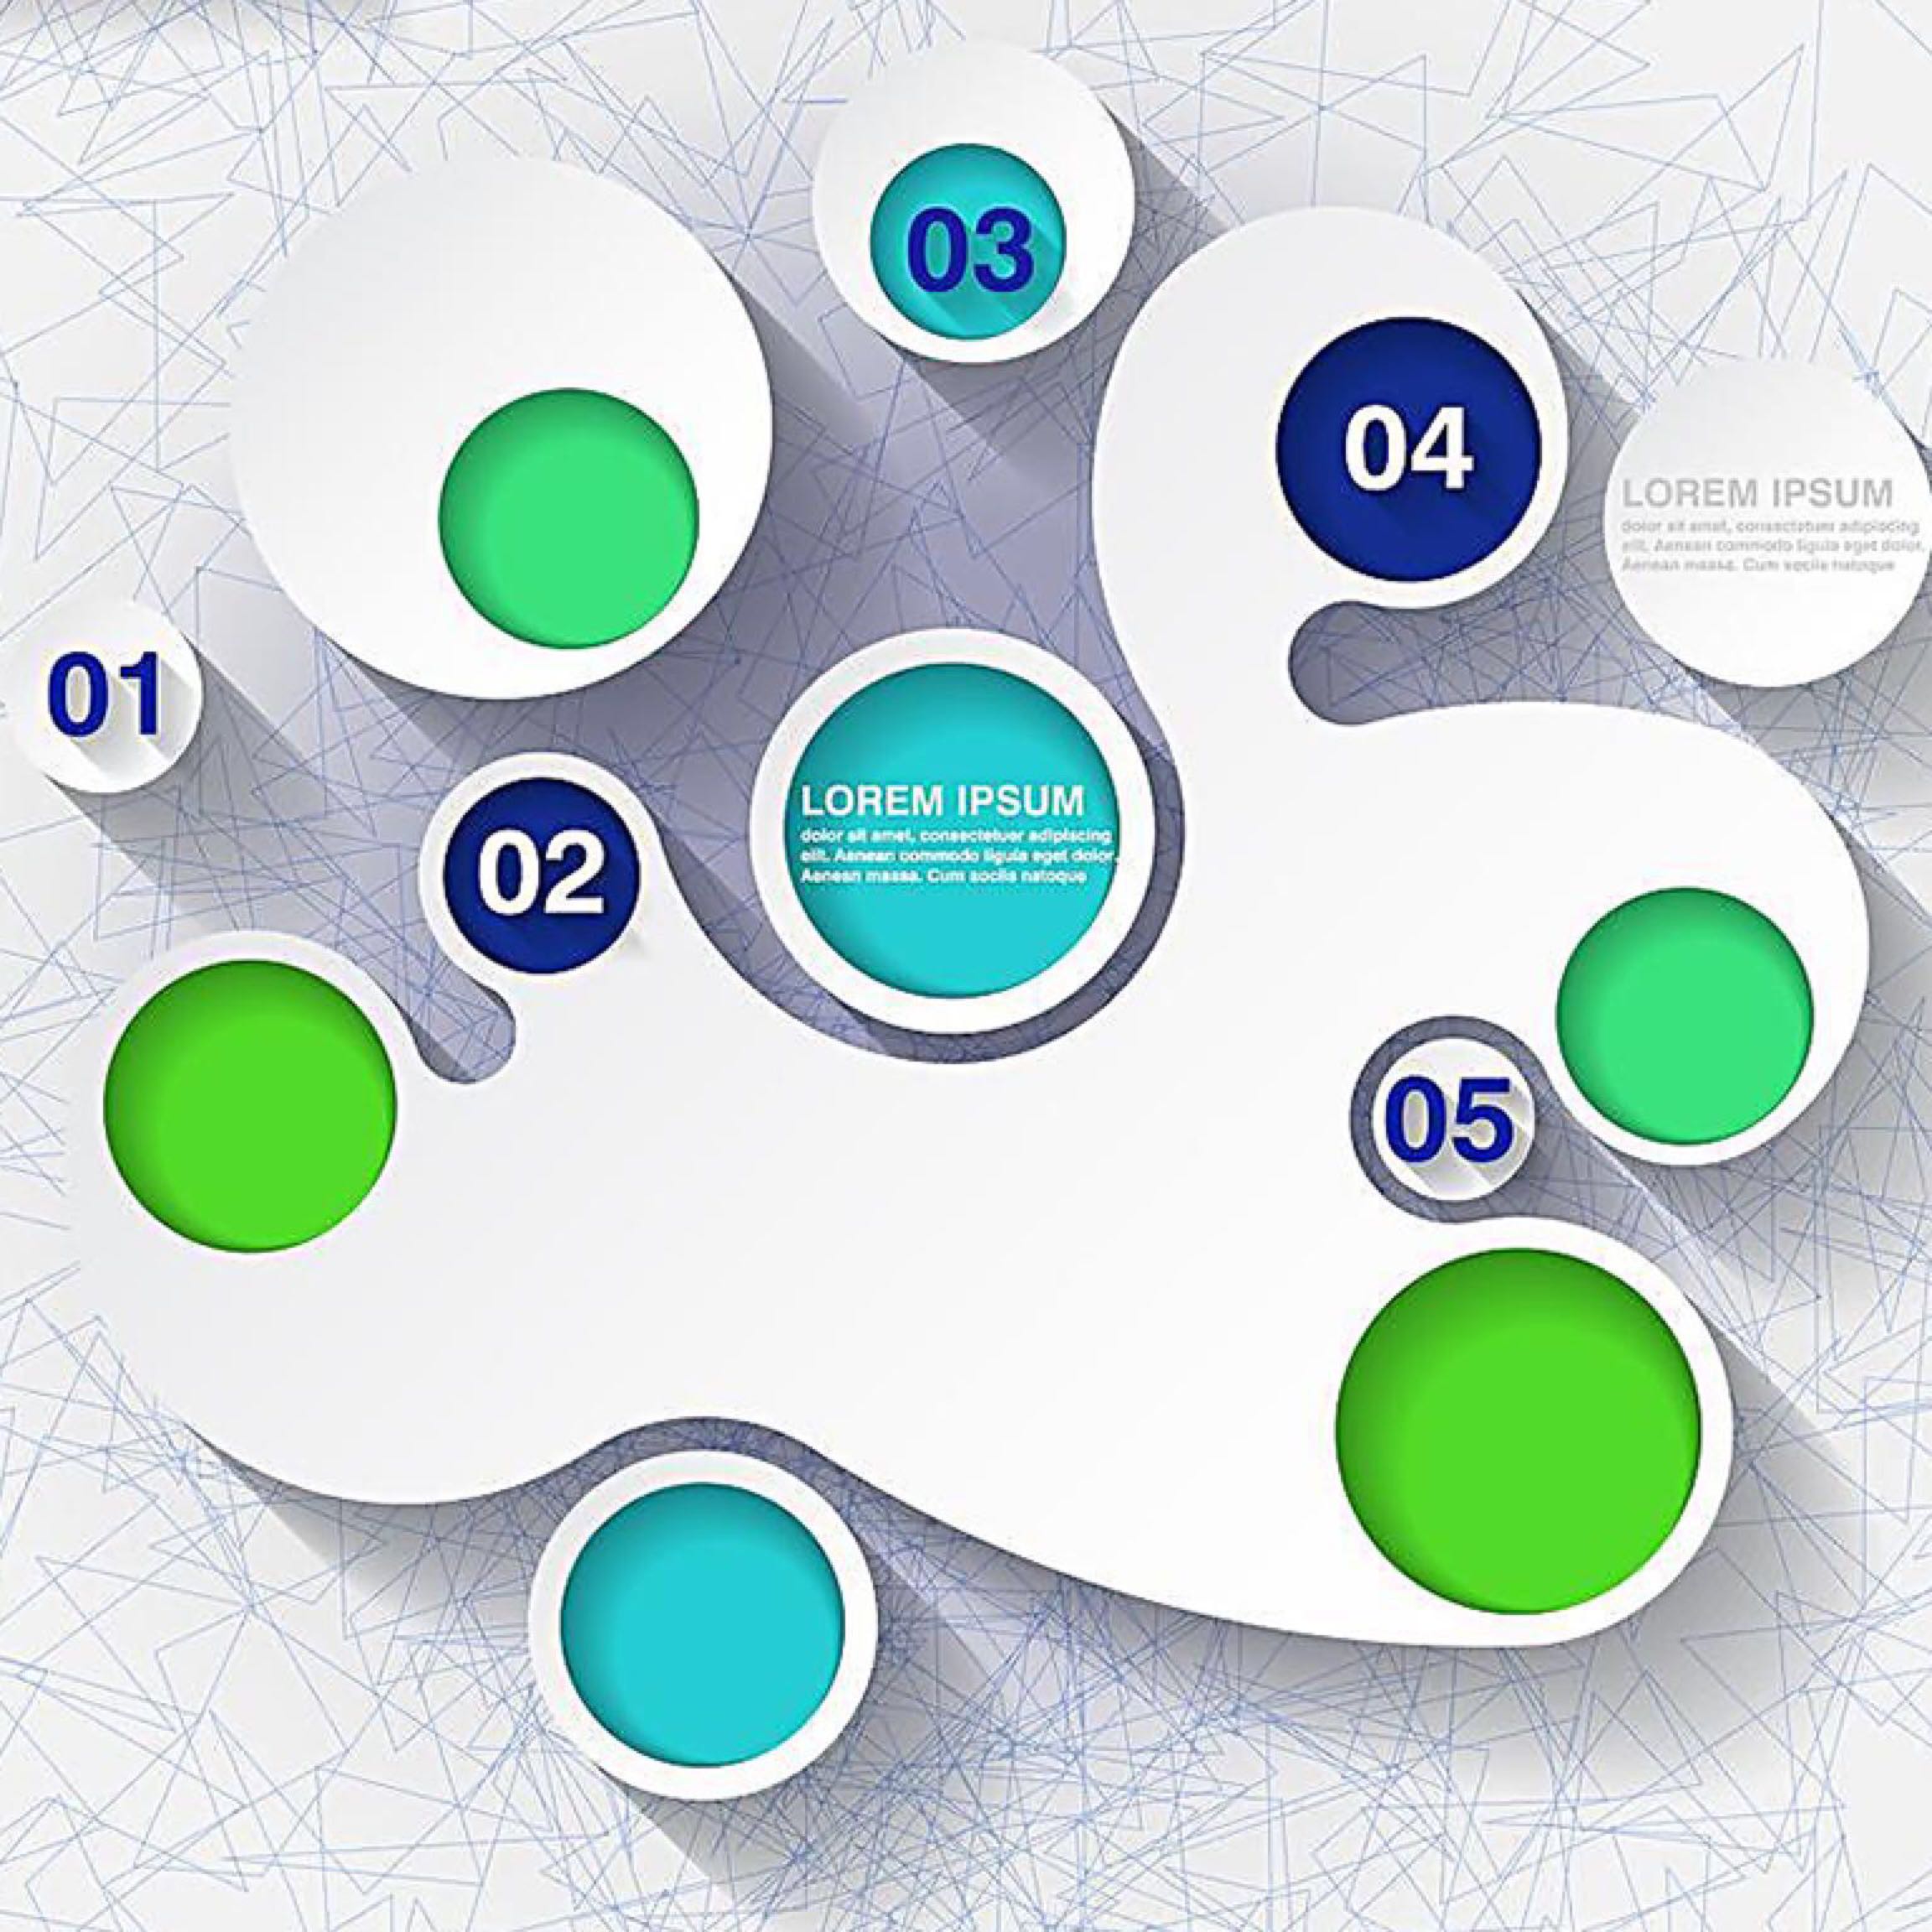 03
04
LOREM IPSUM
dolor sit amet, consectetuer adipiscing
elit. Aenean commodo ligula eget dolor.
Aenean massa. Cum sociis natoque
01
02
LOREM IPSUM
dolor sit amet, consectetuer adipiscing
elit. Aenean commodo ligula eget dolor.
Aenean massa. Cum sociis natoque
05